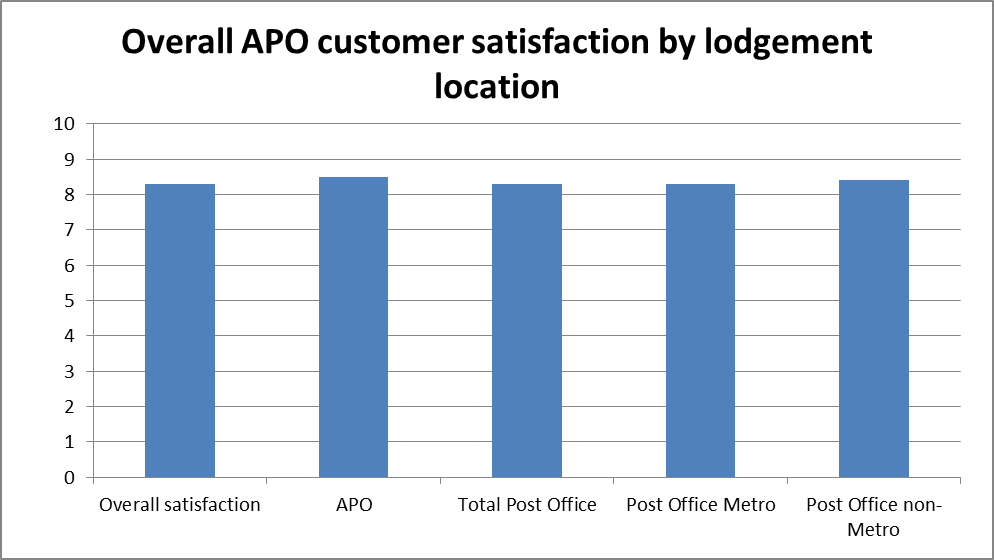 Overall APO customer satisfaction by lodgement
location
10
9
8
7
6
5
4
3
2
1
0
Overall satisfaction
APO
Total Post Office
Post Office Metro
Post Office non-
Metro